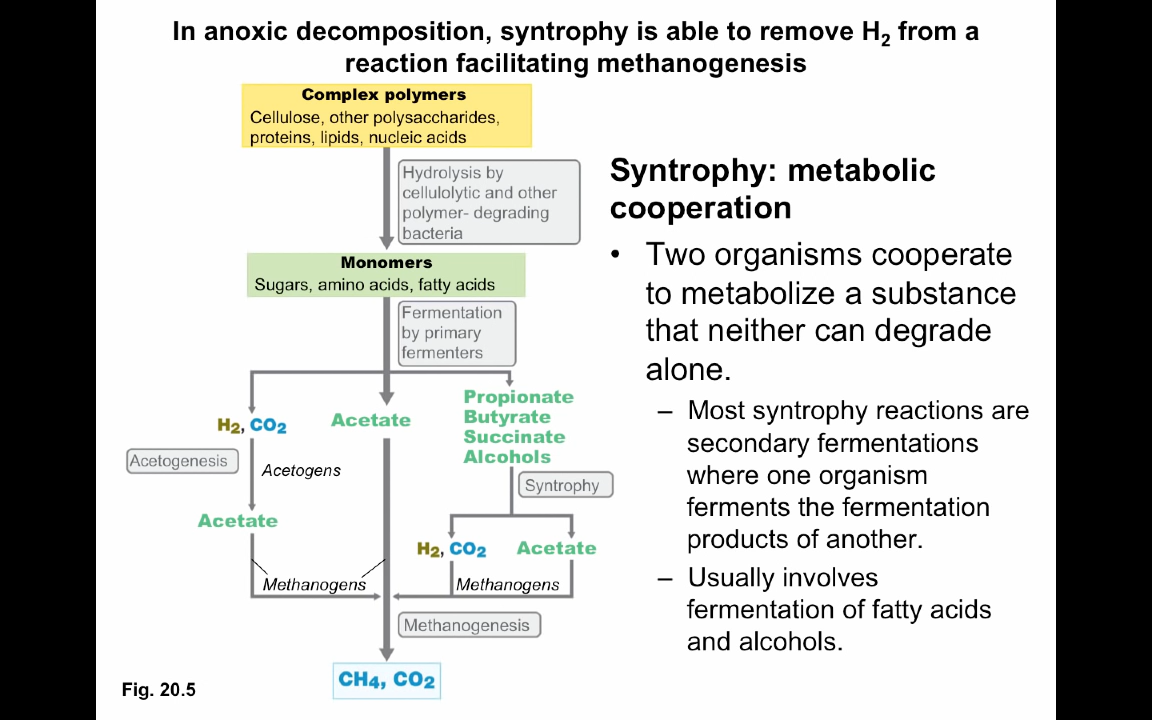 In anoxic decomposition, syntrophy is able to remove H₂ from a
reaction facilitating methanogenesis
Complex polymers
Cellulose, other polysaccharides,
proteins, lipids, nucleic acids
Hydrolysis by
cellulolytic and other
polymer- degrading
bacteria
Monomers
Sugars, amino acids, fatty acids
Fermentation
by primary
fermenters
H₂, CO₂
Acetate
Propionate
Butyrate
Succinate
Alcohols
Acetogenesis
Acetogens
Syntrophy
Acetate
H₂, CO₂
Acetate
Methanogens
Methanogens
Methanogenesis
CH₄, CO₂
Fig. 20.5
Syntrophy: metabolic
cooperation
• Two organisms cooperate
to metabolize a substance
that neither can degrade
alone.
– Most syntrophy reactions are
secondary fermentations
where one organism
ferments the fermentation
products of another.
– Usually involves
fermentation of fatty acids
and alcohols.